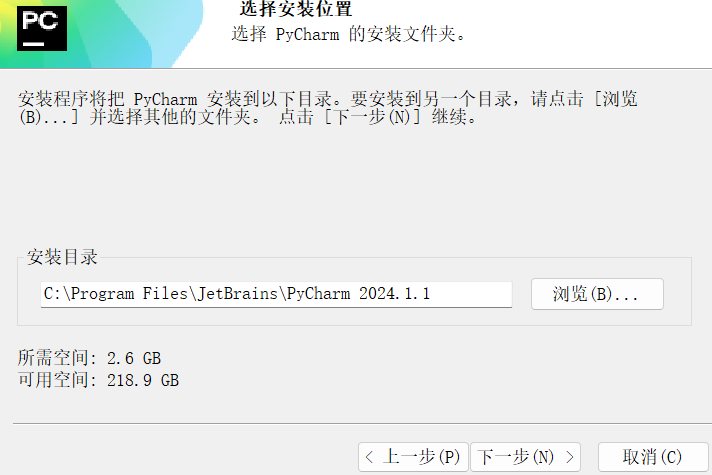 PC
选择安装位置
选择 PyCharm 的安装文件夹。
安装程序将把 PyCharm 安装到以下目录。要安装到另一个目录，请点击 [浏览
(B)...] 并选择其他的文件夹。 点击 [下一步(N)] 继续。
安装目录
C:\Program Files\JetBrains\PyCharm 2024.1.1
浏览(B)...
所需空间: 2.6 GB
可用空间: 218.9 GB
< 上一步(P)
下一步(N) >
取消(C)